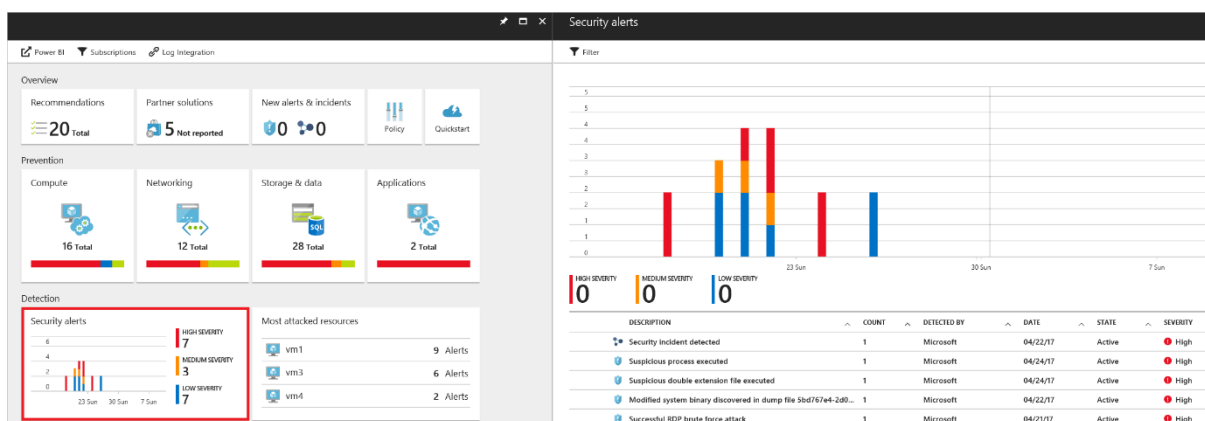 Security alerts
Power BI Subscriptions Log Integration
Filter
Overview
Recommendations
20 Total
Partner solutions
5 Not reported
New alerts & incidents
0 0
Policy
Quickstart
Prevention
Compute
16 Total
Networking
12 Total
Storage & data
SQL
28 Total
Applications
2 Total
Detection
Security alerts
6
4
2
0
23 Sun 30 Sun 7 Sun
HIGH SEVERITY
7
MEDIUM SEVERITY
3
LOW SEVERITY
7
Most attacked resources
vm1 9 Alerts
vm3 6 Alerts
vm4 2 Alerts
5
5
4
4
3
3
2
2
1
1
0
23 Sun 30 Sun 7 Sun
HIGH SEVERITY
0
MEDIUM SEVERITY
0
LOW SEVERITY
0
DESCRIPTION COUNT DETECTED BY DATE STATE SEVERITY
Security incident detected 1 Microsoft 04/22/17 Active High
Suspicious process executed 1 Microsoft 04/24/17 Active High
Suspicious double extension file executed 1 Microsoft 04/24/17 Active High
Modified system binary discovered in dump file 5bd767e4-2d0... 1 Microsoft 04/22/17 Active High
Successful RDP brute force attack 1 Microsoft 04/21/17 Active High